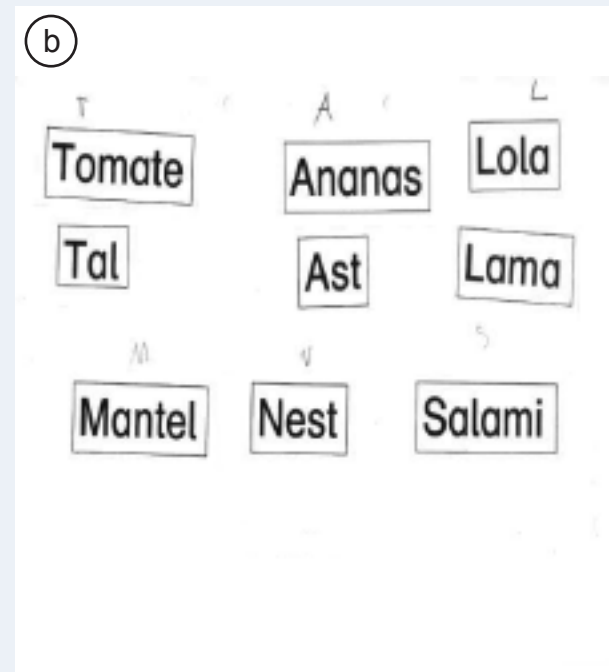 b
T A L
Tomate Ananas Lola
Tal Ast Lama
M N S
Mantel Nest Salami